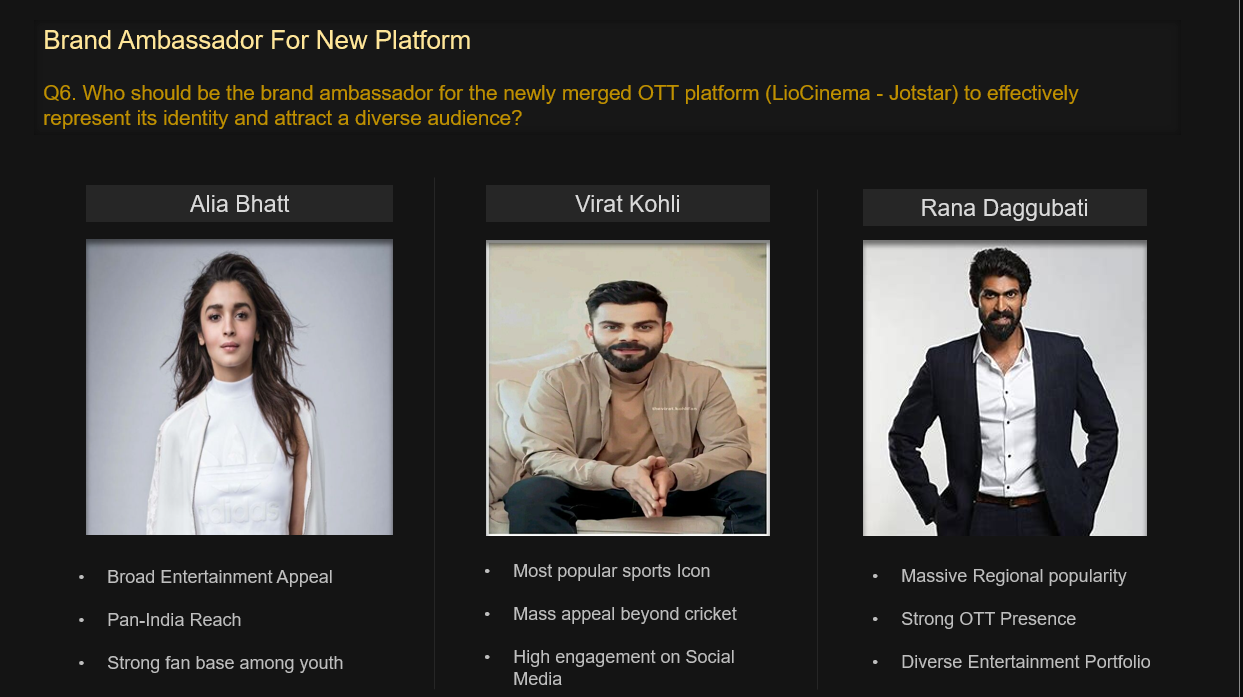 Brand Ambassador For New Platform
Q6. Who should be the brand ambassador for the newly merged OTT platform (LioCinema - Jotstar) to effectively
represent its identity and attract a diverse audience?
Alia Bhatt
Virat Kohli
Rana Daggubati
adidas
• Broad Entertainment Appeal
• Pan-India Reach
• Strong fan base among youth
• Most popular sports Icon
• Mass appeal beyond cricket
• High engagement on Social
Media
• Massive Regional popularity
• Strong OTT Presence
• Diverse Entertainment Portfolio